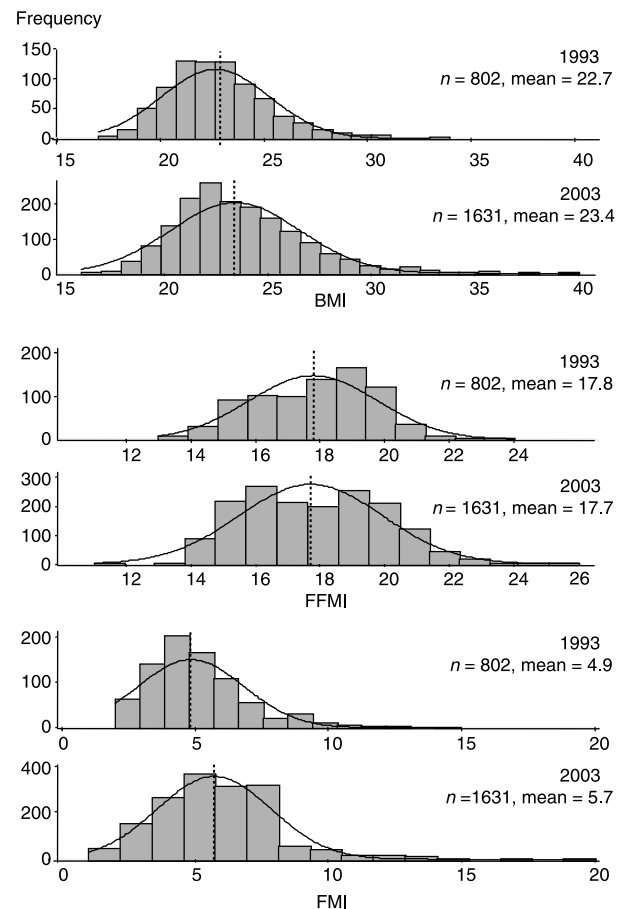 Frequency
150
1993
100
n = 802, mean = 22.7
50
0
15 20 25 30 35 40
2003
200
n = 1631, mean = 23.4
100
0
15 20 25 30 35 40
BMI
200
1993
n = 802, mean = 17.8
100
0
12 14 16 18 20 22 24
300
2003
200
n = 1631, mean = 17.7
100
0
12 14 16 18 20 22 24 26
FFMI
200
1993
n = 802, mean = 4.9
100
0
0 5 10 15 20
400
2003
n =1631, mean = 5.7
200
0
0 5 10 15 20
FMI